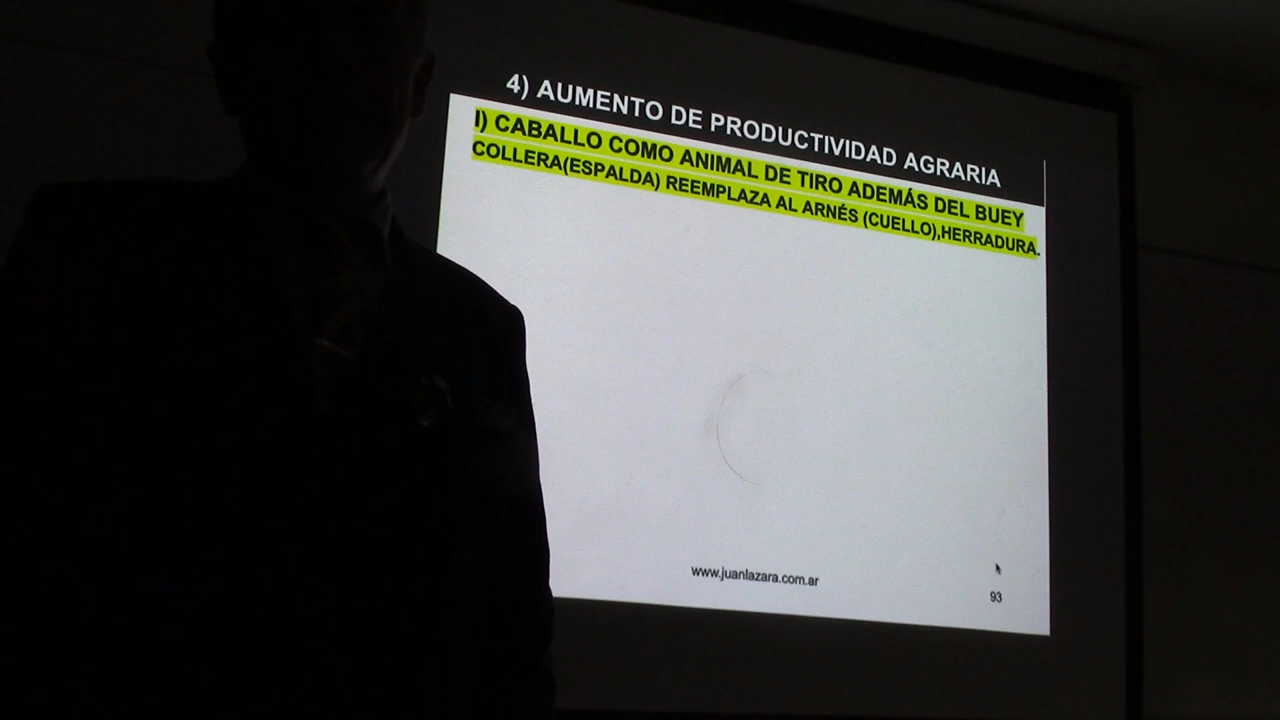 4) AUMENTO DE PRODUCTIVIDAD AGRARIA
I) CABALLO COMO ANIMAL DE TIRO ADEMÁS DEL BUEY
COLLERA(ESPALDA) REEMPLAZA AL ARNÉS (CUELLO),HERRADURA.
www.juanlazara.com.ar
93